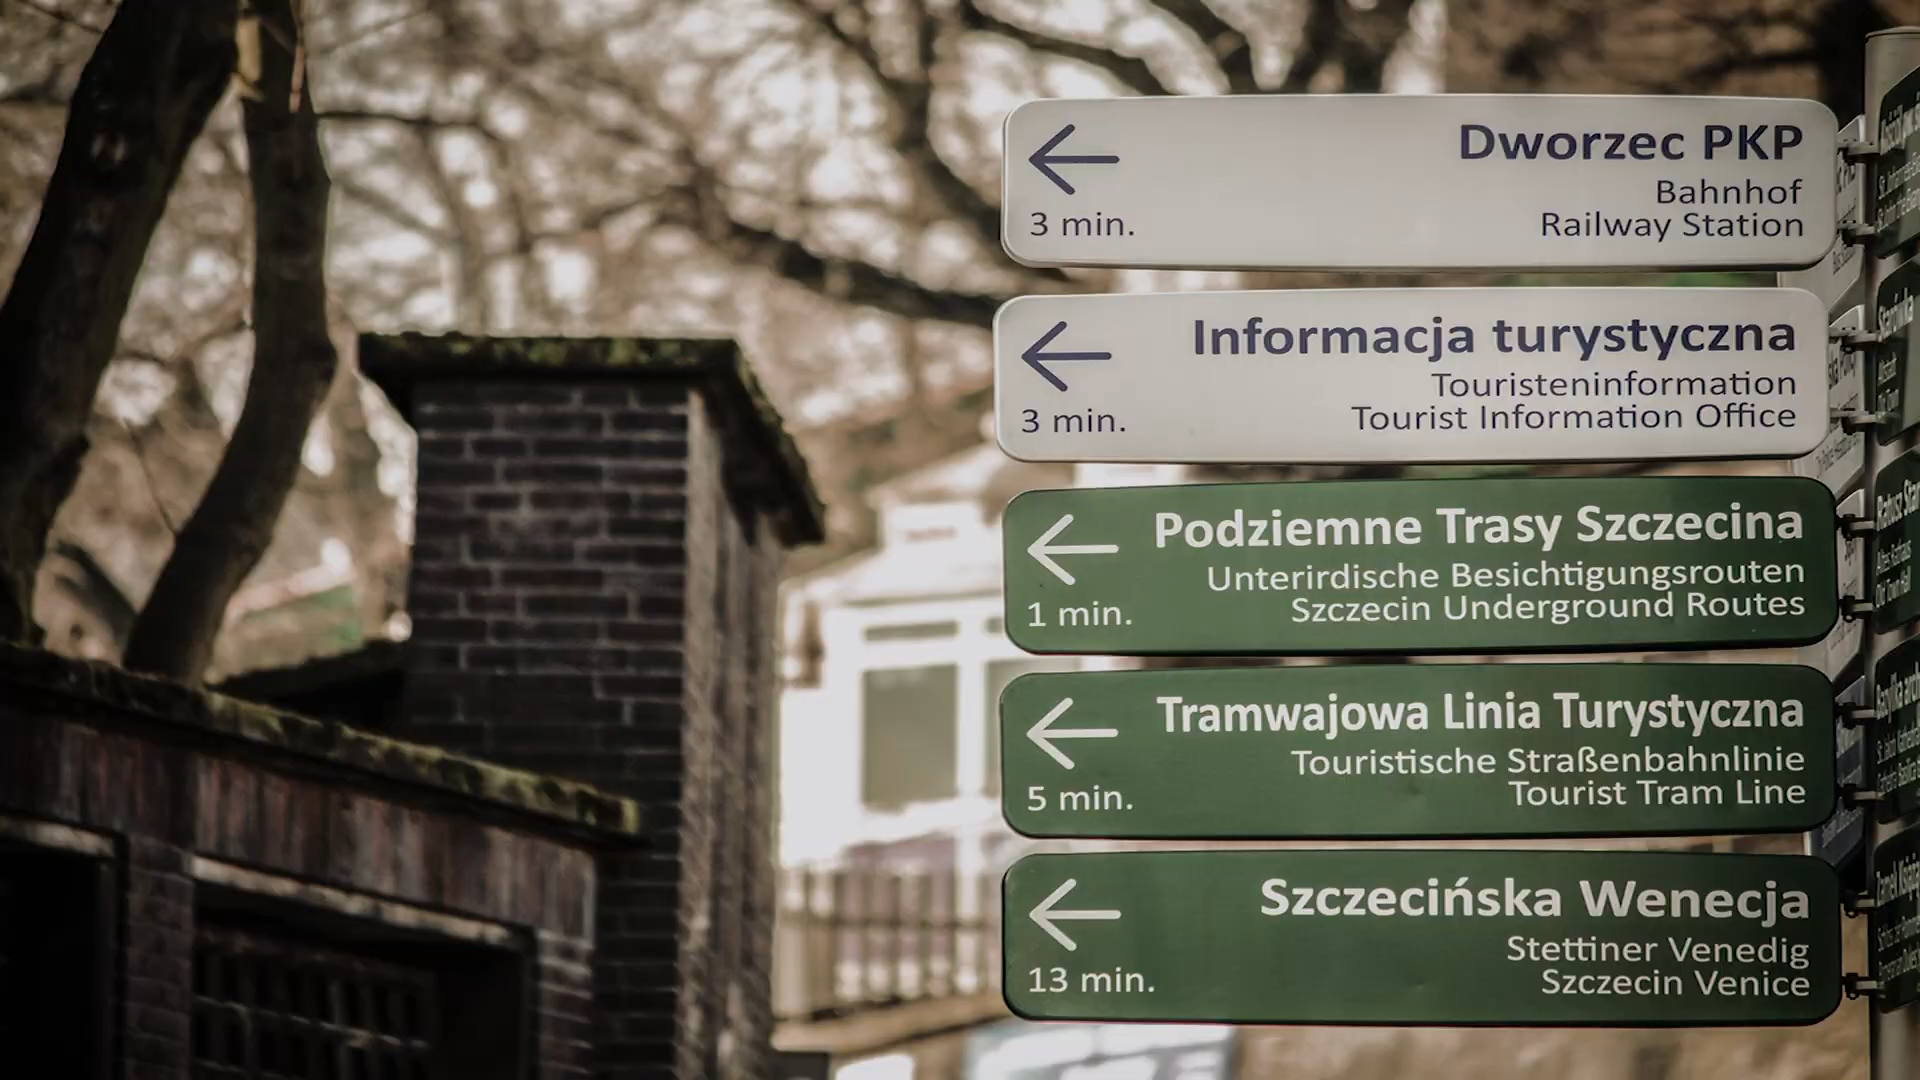 Dworzec PKP
Bahnhof
3 min.
Railway Station
Informacja turystyczna
Touristeninformation
3 min.
Tourist Information Office
Podziemne Trasy Szczecina
Unterirdische Besichtigungsrouten
1 min.
Szczecin Underground Routes
Tramwajowa Linia Turystyczna
Touristische Straßenbahnlinie
5 min.
Tourist Tram Line
Szczecińska Wenecja
Stettiner Venedig
13 min.
Szczecin Venice